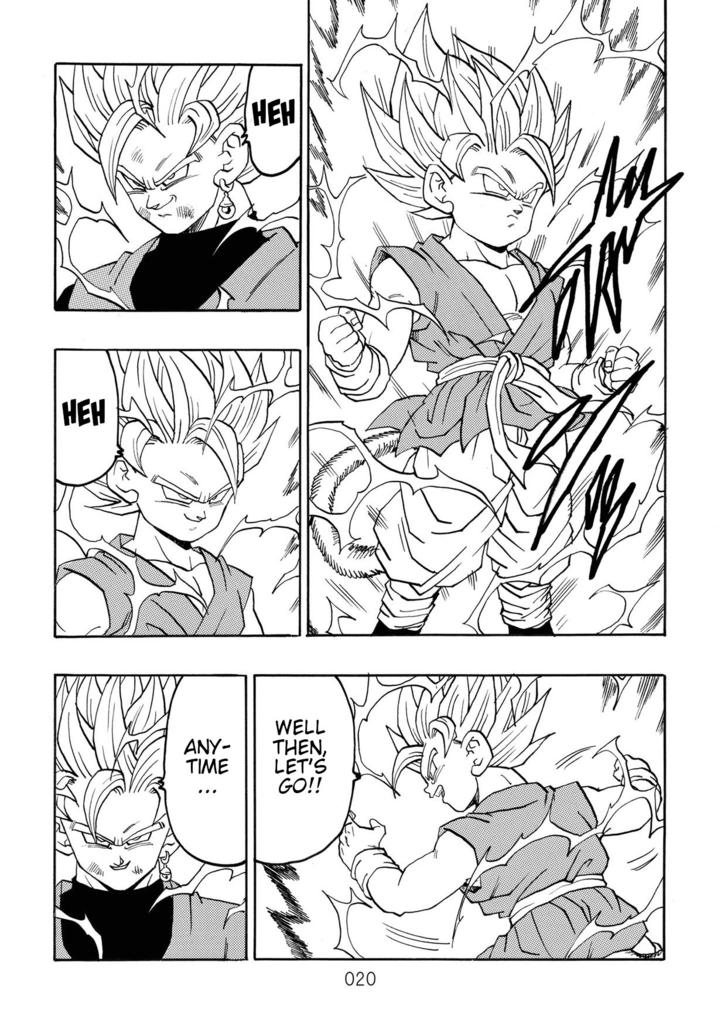 HEH
HEH
WELL
THEN,
LET'S
GO!!
ANY-
TIME
...
020